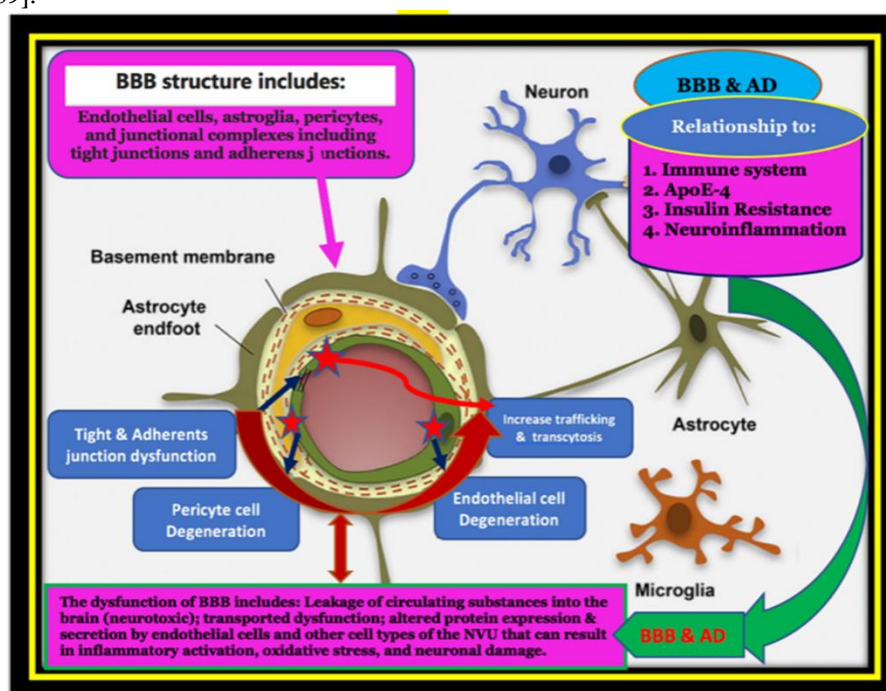 39].
BBB structure includes:
Endothelial cells, astroglia, pericytes,
and junctional complexes including
tight junctions and adherens j nctions.
Neuron
BBB & AD
Relationship to:
1. Immune system
2. ApoE-4
3. Insulin Resistance
4. Neuroinflammation
Basement membrane
Astrocyte
endfoot
Tight & Adherents
junction dysfunction
Increase trafficking
& transcytosis
Astrocyte
Pericyte cell
Degeneration
Endothelial cell
Degeneration
Microglia
The dysfunction of BBB includes: Leakage of circulating substances into the
brain (neurotoxic); transported dysfunction; altered protein expression &
secretion by endothelial cells and other cell types of the NVU that can result
in inflammatory activation, oxidative stress, and neuronal damage.
BBB & AD